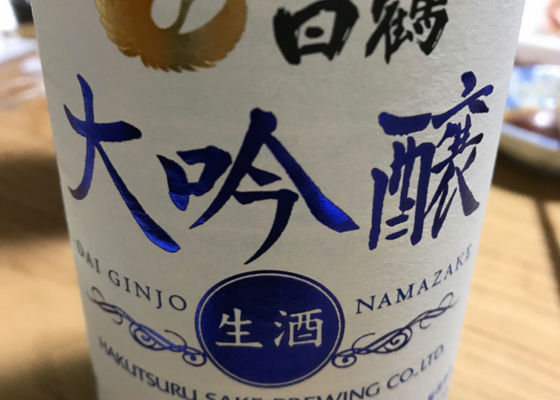 白鶴
大吟醸
DAI GINJO
生酒
NAMAZAKE
HAKUTSURU SAKE BREWING CO., LTD.